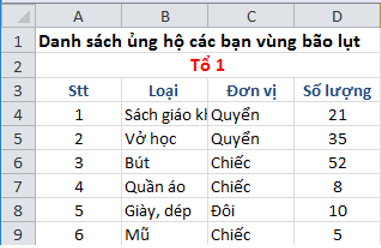 A B C D
1 Danh sách ủng hộ các bạn vùng bão lụt
2 Tổ 1
3 Stt Loại Đơn vị Số lượng
4 1 Sách giáo kh Quyển 21
5 2 Vở học Quyển 35
6 3 Bút Chiếc 52
7 4 Quần áo Chiếc 8
8 5 Giày, dép Đôi 10
9 6 Mũ Chiếc 5